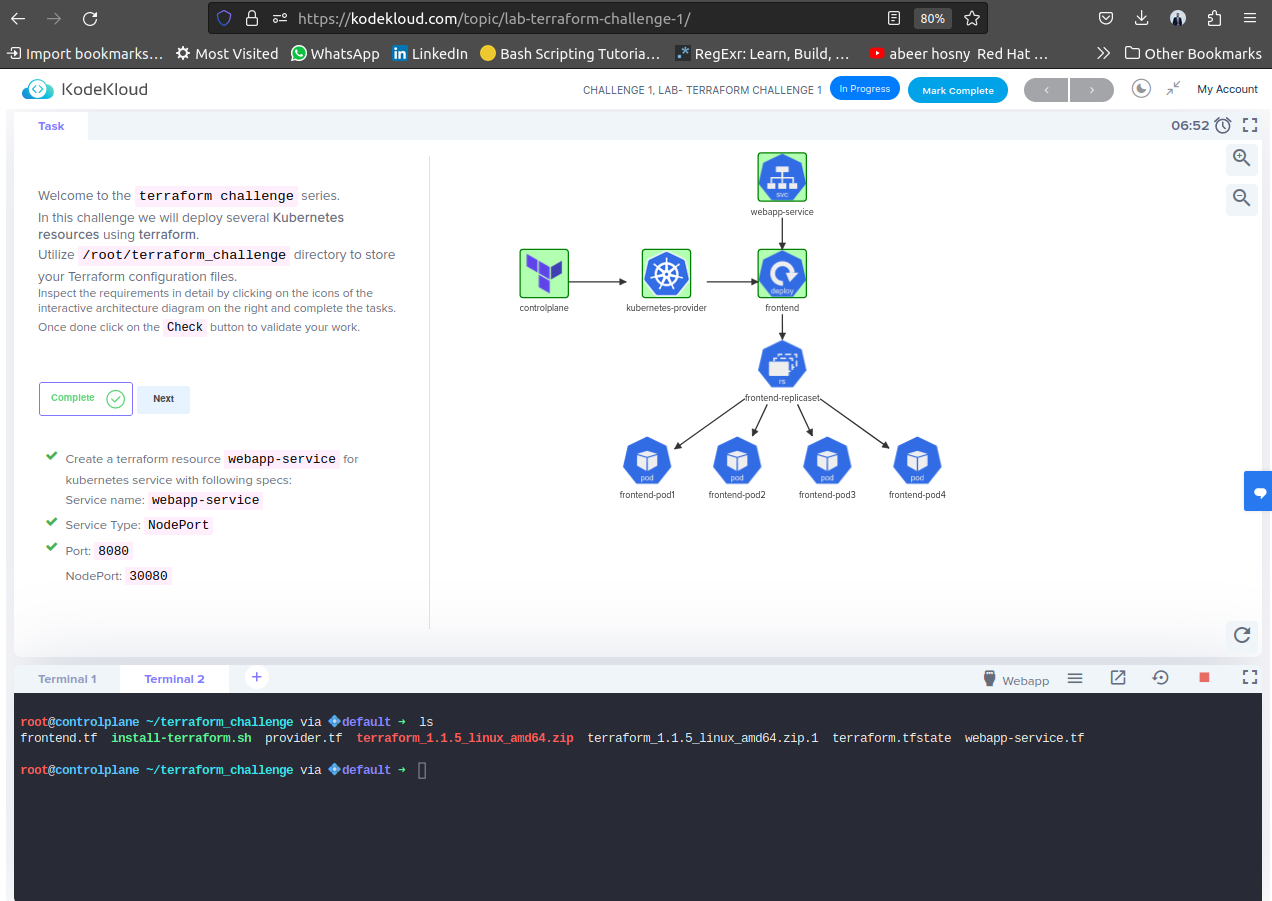 https://kodekloud.com/topic/lab-terraform-challenge-1/
80%
Import bookmarks…
Most Visited
WhatsApp
LinkedIn
Bash Scripting Tutoria…
RegExr: Learn, Build, …
abeer hosny Red Hat …
Other Bookmarks
KodeKloud
CHALLENGE 1, LAB- TERRAFORM CHALLENGE 1
In Progress
Mark Complete
My Account
Task
06:52
Welcome to the terraform challenge series.
In this challenge we will deploy several Kubernetes
resources using terraform.
Utilize /root/terraform_challenge directory to store
your Terraform configuration files.
Inspect the requirements in detail by clicking on the icons of the
interactive architecture diagram on the right and complete the tasks.
Once done click on the Check button to validate your work.
Complete
Next
Create a terraform resource webapp-service for
kubernetes service with following specs:
Service name: webapp-service
Service Type: NodePort
Port: 8080
NodePort: 30080
svc
webapp-service
controlplane
kubernetes-provider
deploy
frontend
rs
frontend-replicaset
pod
pod
pod
pod
frontend-pod1
frontend-pod2
frontend-pod3
frontend-pod4
Terminal 1
Terminal 2
+
Webapp
root@controlplane ~/terraform_challenge via default ➜ ls
frontend.tf install-terraform.sh provider.tf terraform_1.1.5_linux_amd64.zip terraform_1.1.5_linux_amd64.zip.1 terraform.tfstate webapp-service.tf
root@controlplane ~/terraform_challenge via default ➜